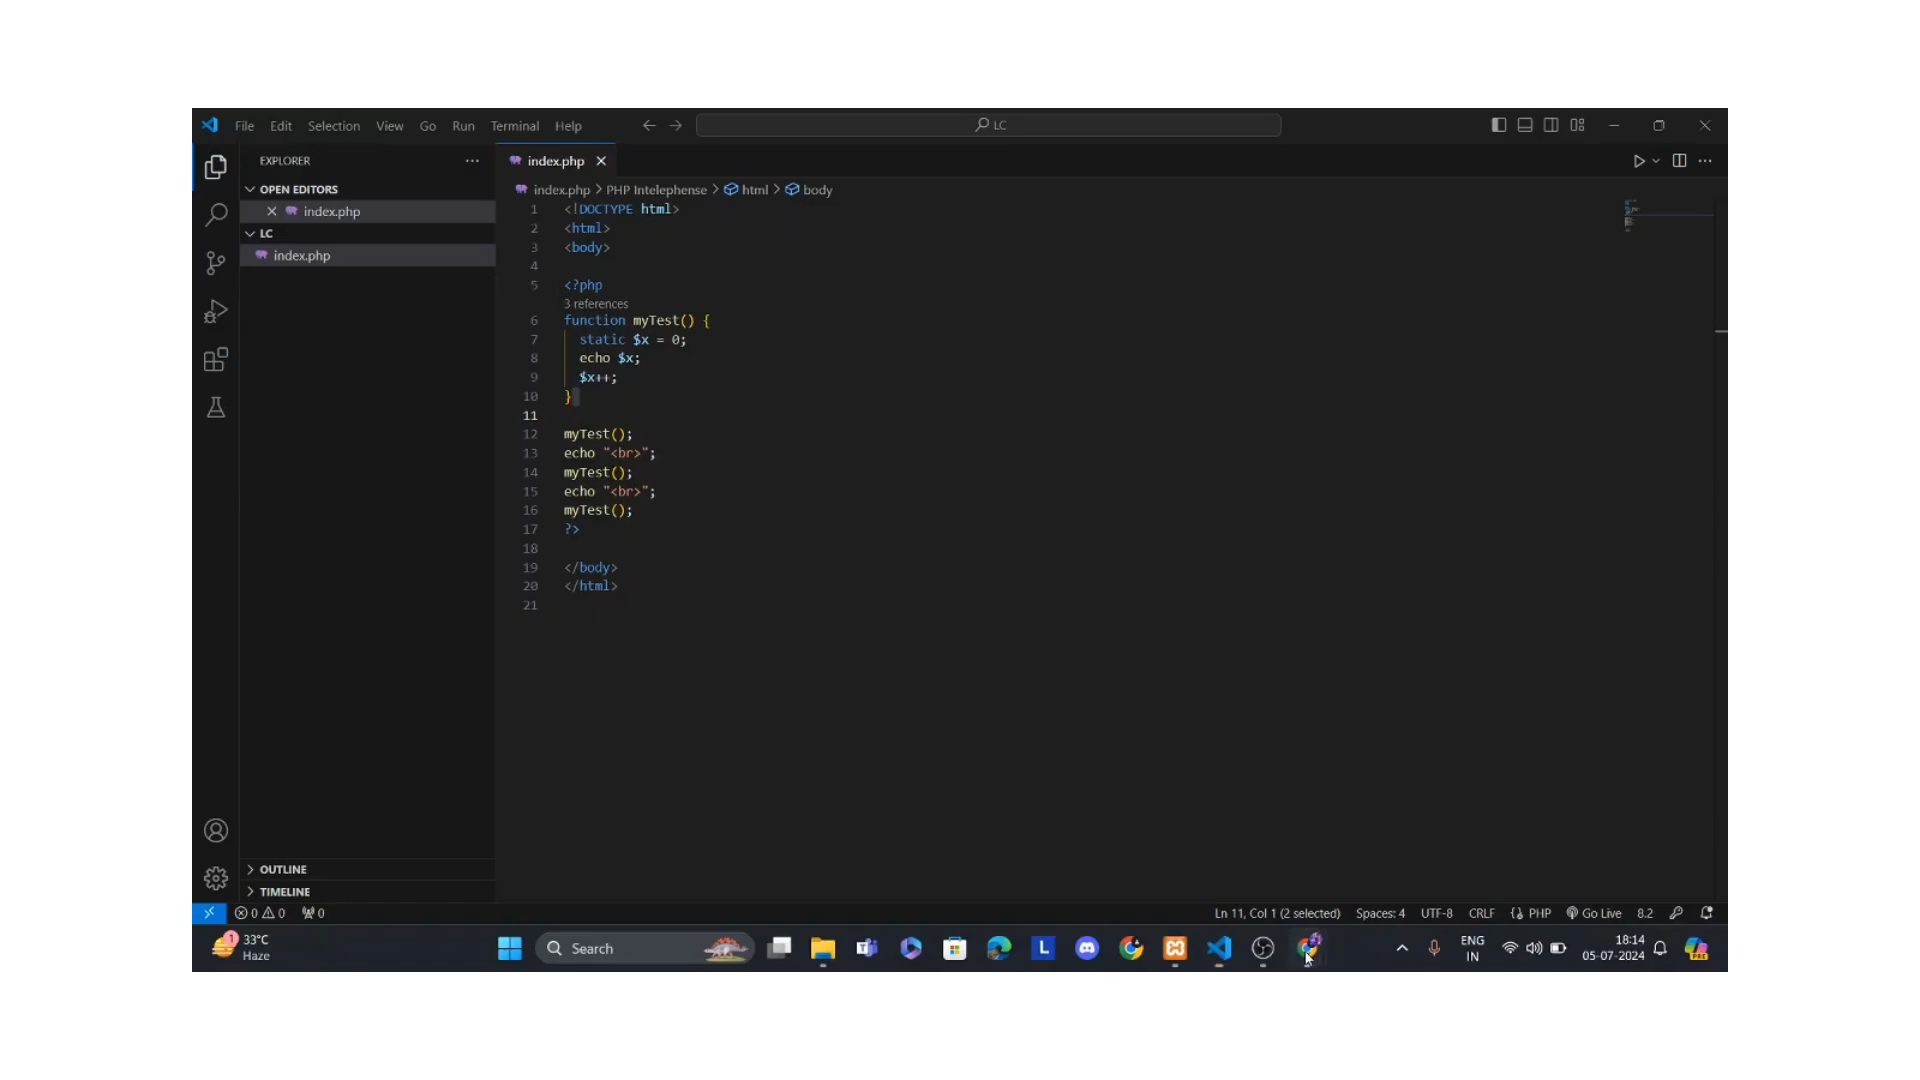 File Edit Selection View Go Run Terminal Help LC
EXPLORER
index.php
OPEN EDITORS
index.php
LC
index.php
index.php > PHP Intelephense > html > body
1 <!DOCTYPE html>
2 <html>
3 <body>
4
5 <?php
3 references
6 function myTest() {
7 static $x = 0;
8 echo $x;
9 $x++;
10 }
11
12 myTest();
13 echo "<br>";
14 myTest();
15 echo "<br>";
16 myTest();
17 ?>
18
19 </body>
20 </html>
21
OUTLINE
TIMELINE
0 0 0 Ln 11, Col 1 (2 selected) Spaces: 4 UTF-8 CRLF PHP Go Live 8.2
1 33°C
Haze
Search
L
ENG
IN
18:14
05-07-2024
PRE